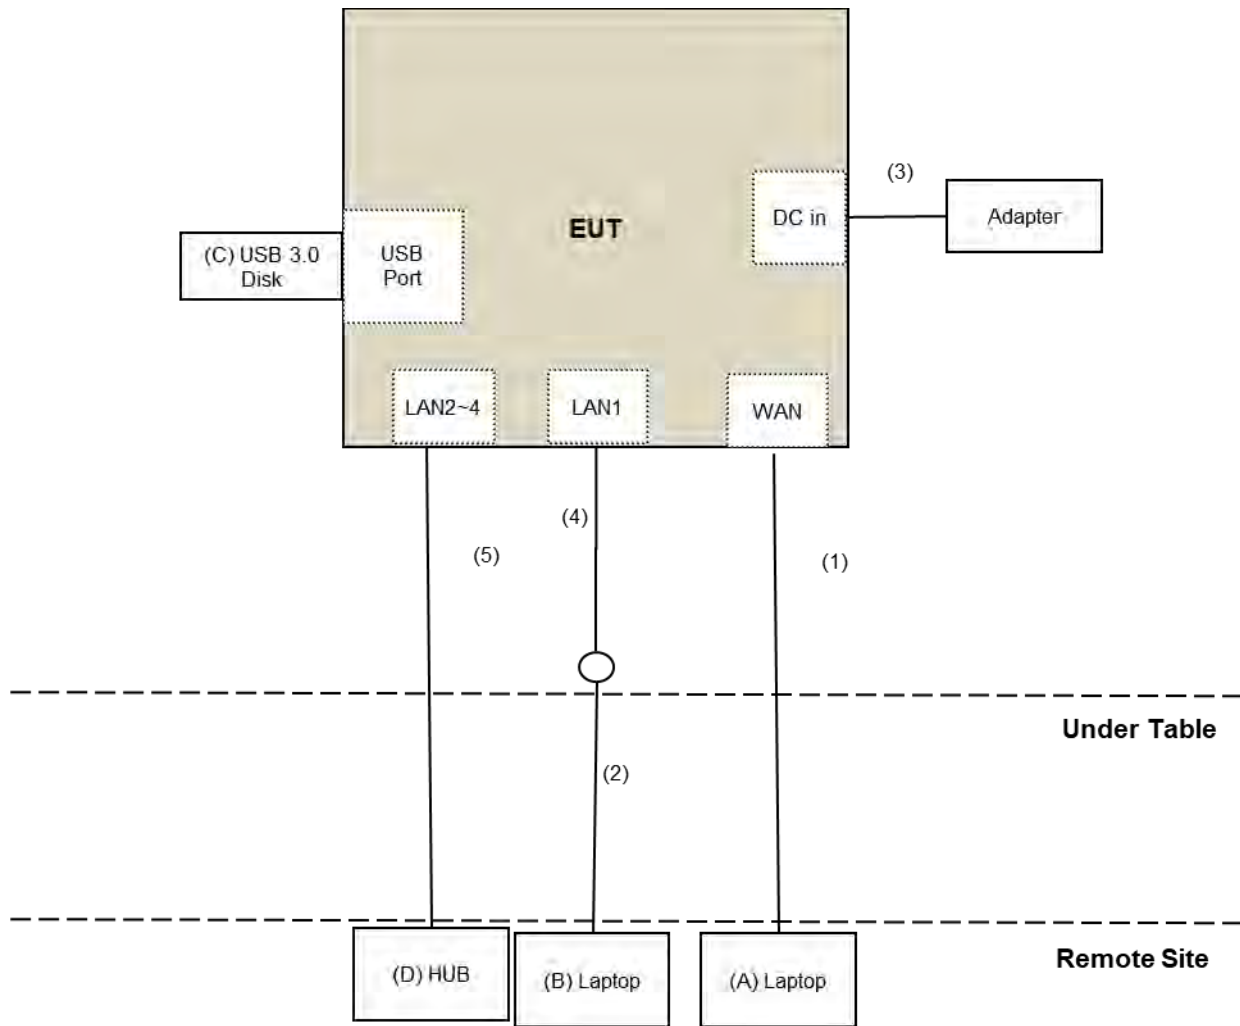 (3)
DC in
Adapter
EUT
(C) USB 3.0
Disk
USB
Port
LAN2~4
LAN1
WAN
(4)
(5)
(1)
Under Table
(2)
Remote Site
(D) HUB
(B) Laptop
(A) Laptop